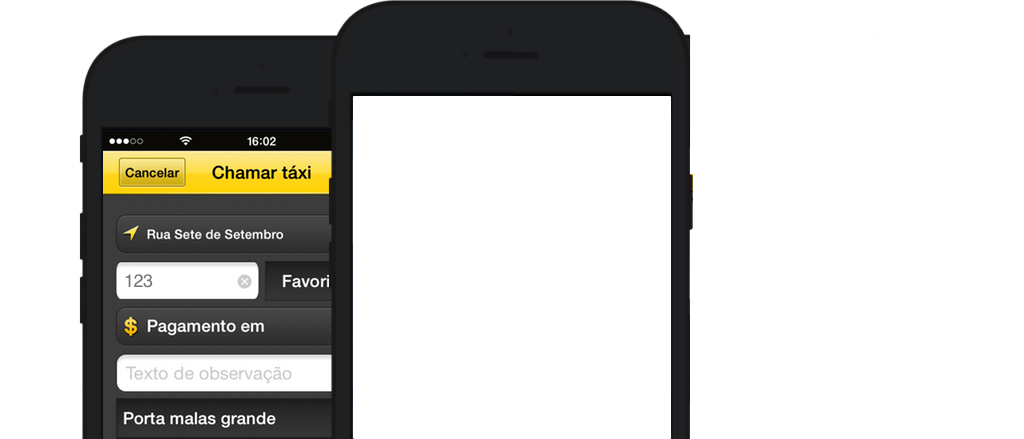 16:02
Cancelar
Chamar táxi
Rua Sete de Setembro
123
Favori
$ Pagamento em
Texto de observação
Porta malas grande